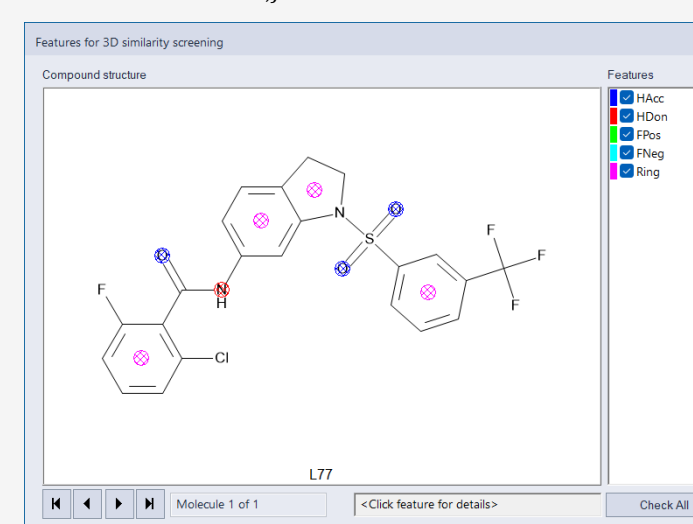 Features for 3D similarity screening
Compound structure
Features
HAcc
HDon
FPos
FNeg
Ring
N
O
O
S
F
F
F
O
N
H
F
Cl
L77
Molecule 1 of 1
<Click feature for details>
Check All